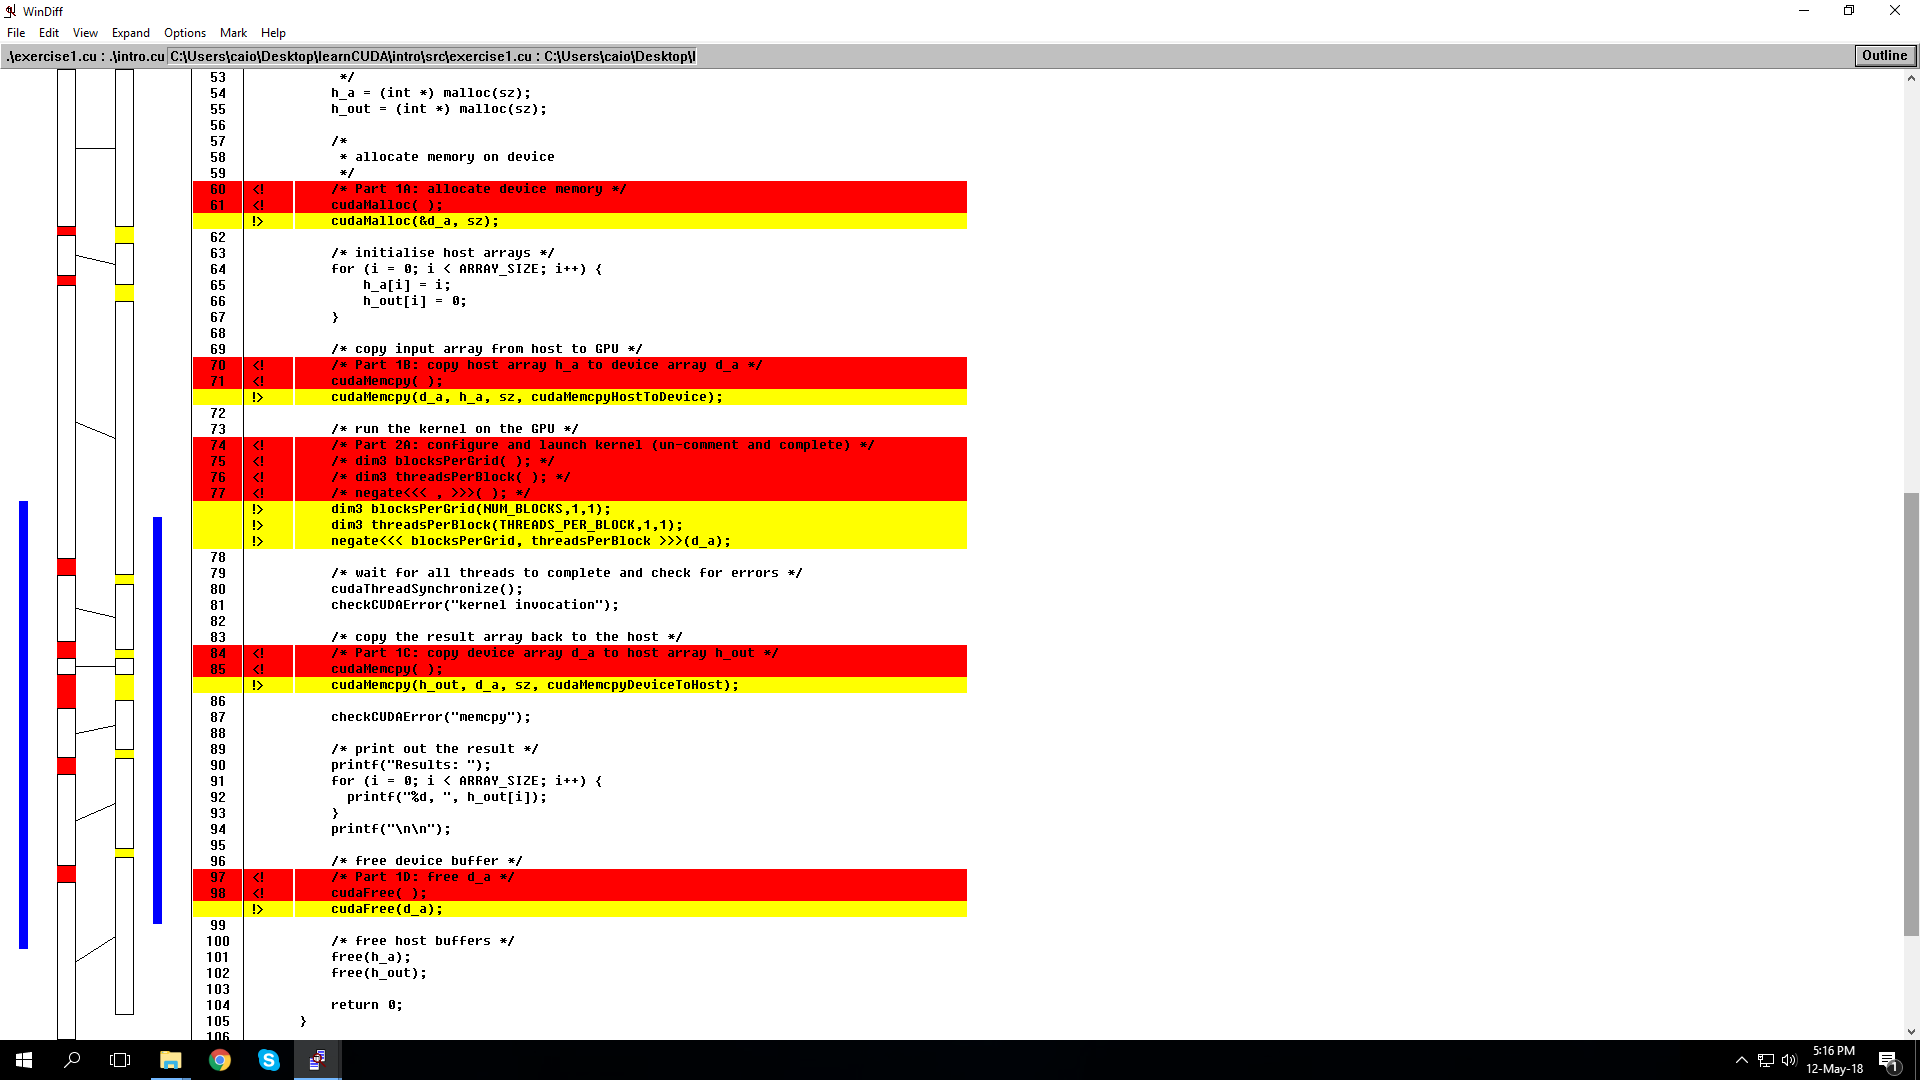 WinDiff
File Edit View Expand Options Mark Help
.\exercise1.cu : .\intro.cu C:\Users\caio\Desktop\learnCUDA\intro\src\exercise1.cu : C:\Users\caio\Desktop\l Outline
53 */
54 h_a = (int *) malloc(sz);
55 h_out = (int *) malloc(sz);
56
57 /*
58 * allocate memory on device
59 */
60 <! /* Part 1A: allocate device memory */
61 <! cudaMalloc( );
!> cudaMalloc(&d_a, sz);
62
63 /* initialise host arrays */
64 for (i = 0; i < ARRAY_SIZE; i++) {
65 h_a[i] = i;
66 h_out[i] = 0;
67 }
68
69 /* copy input array from host to GPU */
70 <! /* Part 1B: copy host array h_a to device array d_a */
71 <! cudaMemcpy( );
!> cudaMemcpy(d_a, h_a, sz, cudaMemcpyHostToDevice);
72
73 /* run the kernel on the GPU */
74 <! /* Part 2A: configure and launch kernel (un-comment and complete) */
75 <! /* dim3 blocksPerGrid( ); */
76 <! /* dim3 threadsPerBlock( ); */
77 <! /* negate<<< , >>>( ); */
!> dim3 blocksPerGrid(NUM_BLOCKS,1,1);
!> dim3 threadsPerBlock(THREADS_PER_BLOCK,1,1);
!> negate<<< blocksPerGrid, threadsPerBlock >>>(d_a);
78
79 /* wait for all threads to complete and check for errors */
80 cudaThreadSynchronize();
81 checkCUDAError("kernel invocation");
82
83 /* copy the result array back to the host */
84 <! /* Part 1C: copy device array d_a to host array h_out */
85 <! cudaMemcpy( );
!> cudaMemcpy(h_out, d_a, sz, cudaMemcpyDeviceToHost);
86
87 checkCUDAError("memcpy");
88
89 /* print out the result */
90 printf("Results: ");
91 for (i = 0; i < ARRAY_SIZE; i++) {
92 printf("%d, ", h_out[i]);
93 }
94 printf("\n\n");
95
96 /* free device buffer */
97 <! /* Part 1D: free d_a */
98 <! cudaFree( );
!> cudaFree(d_a);
99
100 /* free host buffers */
101 free(h_a);
102 free(h_out);
103
104 return 0;
105 }
106
5:16 PM
12-May-18
1